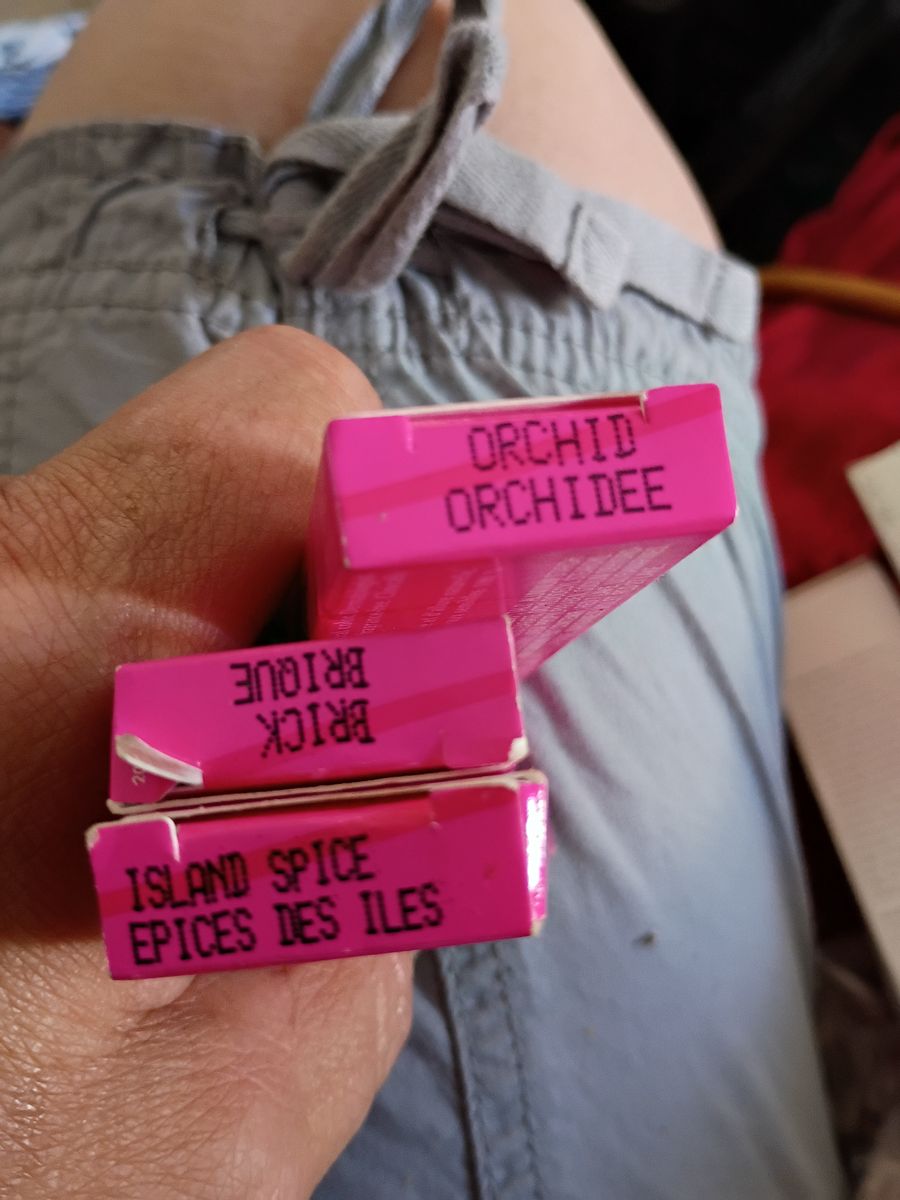 ORCHID
ORCHIDEE
BRICK
BRIQUE
ISLAND SPICE
EPICES DES ILES